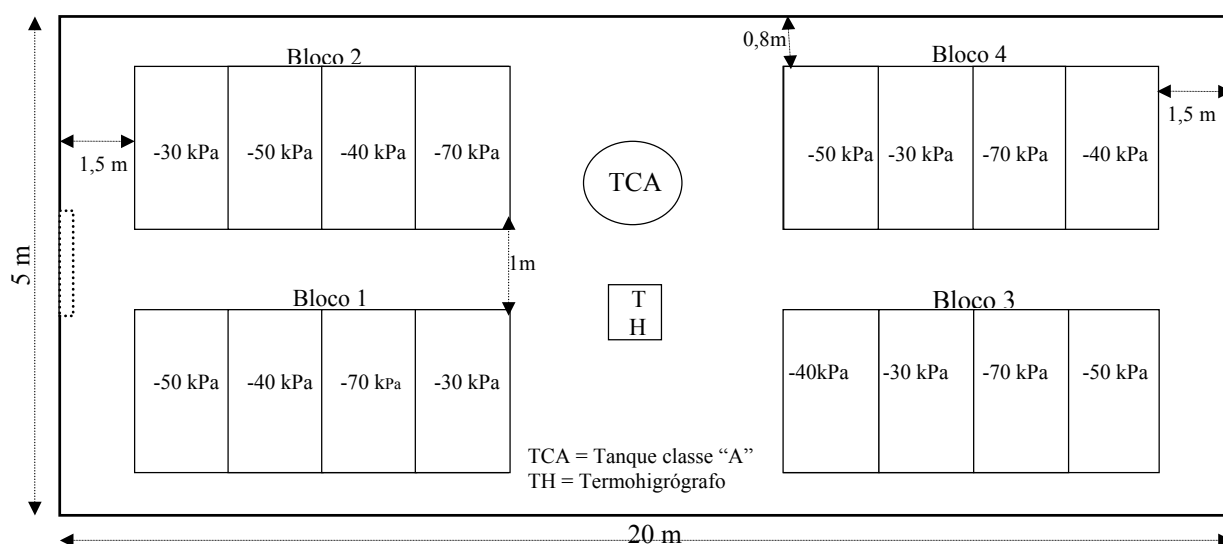 0,8m
Bloco 2
Bloco 4
1,5 m
1,5 m
-30 kPa -50 kPa -40 kPa -70 kPa
TCA
-50 kPa -30 kPa -70 kPa -40 kPa
5 m
1m
Bloco 1
T
H
Bloco 3
-50 kPa -40 kPa -70 kPa -30 kPa
-40kPa -30 kPa -70 kPa -50 kPa
TCA = Tanque classe “A”
TH = Termohigrógrafo
20 m